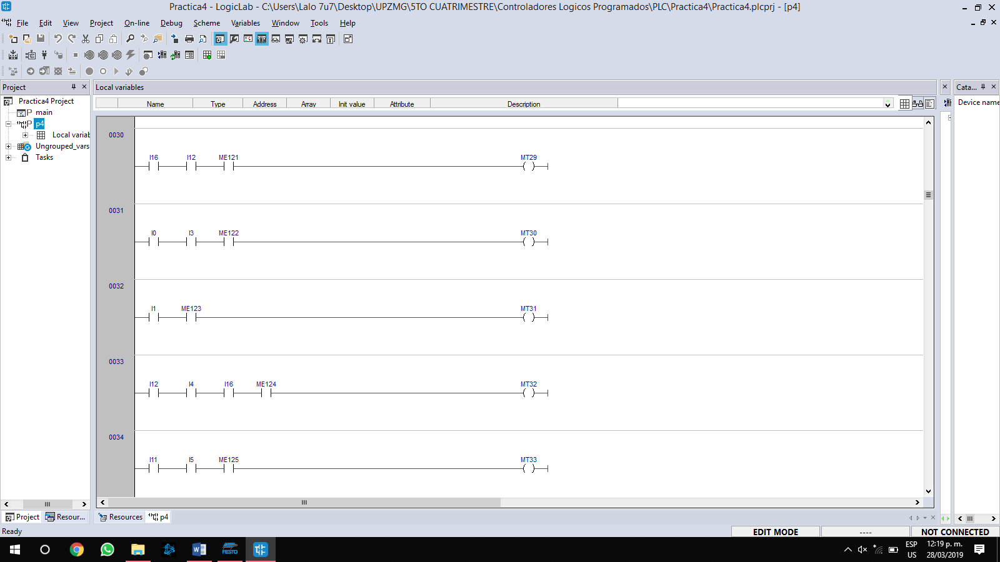 Practica4 - LogicLab - C:\Users\Lalo 7u7\Desktop\UPZMG\5TO CUATRIMESTRE\Controladores Logicos Programados\PLC\Practica4\Practica4.plcprj - [p4]
File Edit View Project On-line Debug Scheme Variables Window Tools Help
Project
Local variables
Cata...
Practica4 Project
main
p4
Local variab
Ungrouped_vars
Tasks
Name Type Address Array Init value Attribute Description
Device name
0030
I16 I12 ME121 MT29
0031
I0 I3 ME122 MT30
0032
I1 ME123 MT31
0033
I12 I4 I16 ME124 MT32
0034
I11 I5 ME125 MT33
Project Resour...
Resources p4
Ready
EDIT MODE ---- NOT CONNECTED
FESTO
ESP
US
12:19 p. m.
28/03/2019